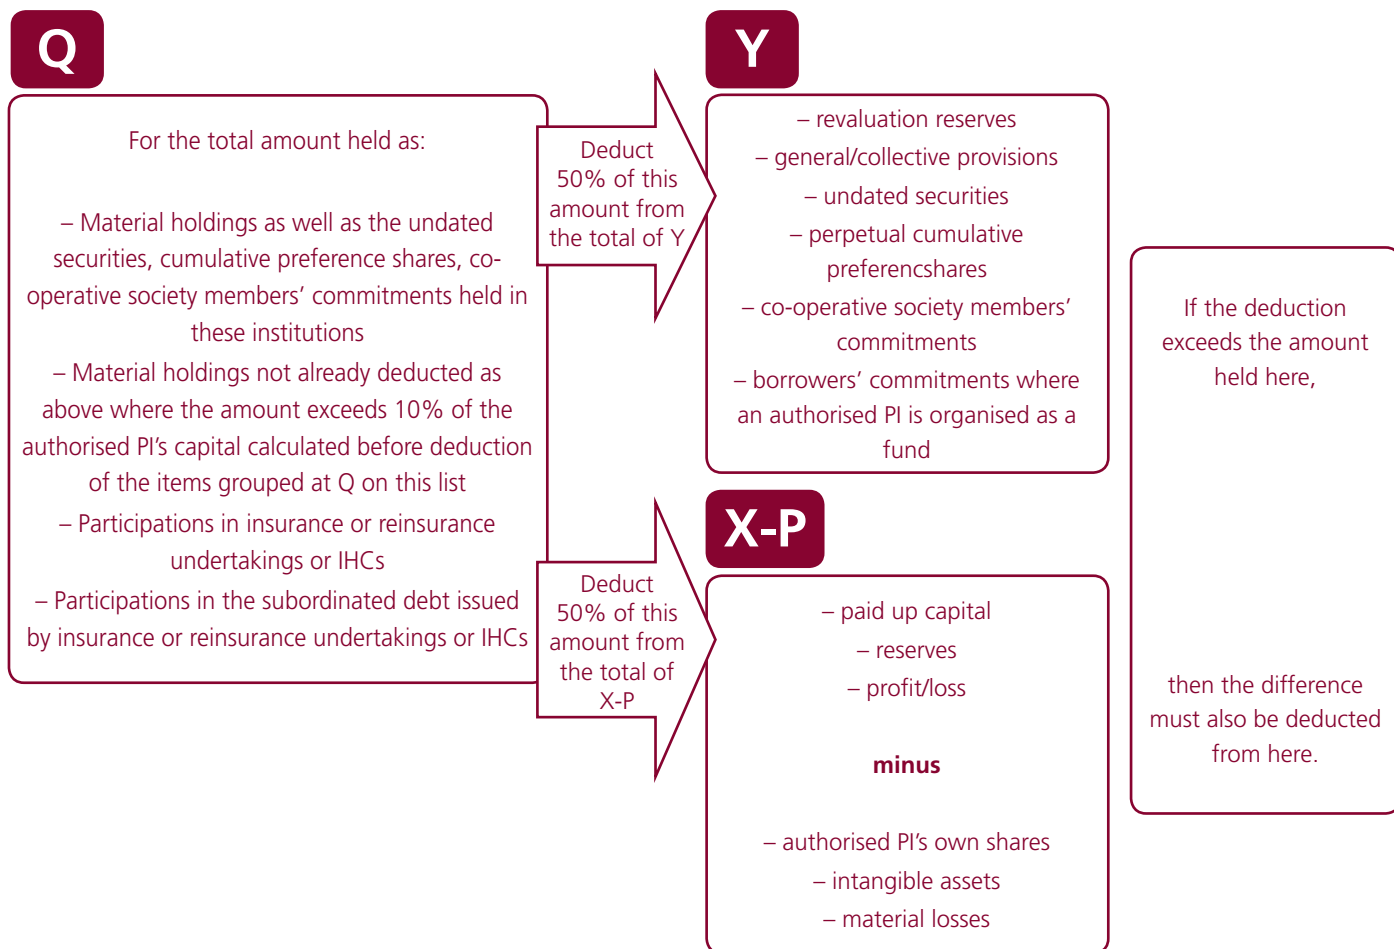 Q
For the total amount held as:
– Material holdings as well as the undated
securities, cumulative preference shares, co-
operative society members’ commitments held in
these institutions
– Material holdings not already deducted as
above where the amount exceeds 10% of the
authorised PI’s capital calculated before deduction
of the items grouped at Q on this list
– Participations in insurance or reinsurance
undertakings or IHCs
– Participations in the subordinated debt issued
by insurance or reinsurance undertakings or IHCs
Deduct
50% of this
amount from
the total of Y
Y
– revaluation reserves
– general/collective provisions
– undated securities
– perpetual cumulative
preferencshares
– co-operative society members’
commitments
– borrowers’ commitments where
an authorised PI is organised as a
fund
Deduct
50% of this
amount from
the total of
X-P
X-P
– paid up capital
– reserves
– profit/loss
minus
– authorised PI’s own shares
– intangible assets
– material losses
If the deduction
exceeds the amount
held here,
then the difference
must also be deducted
from here.